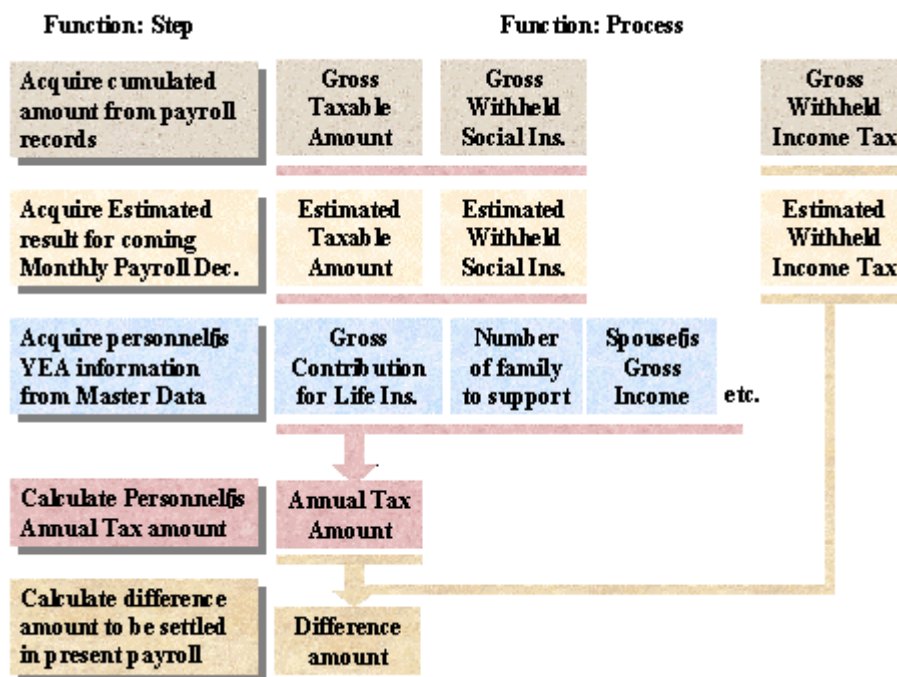 Function: Step
Function: Process
Acquire cumulated
amount from payroll
records
Gross
Taxable
Amount
Gross
Withheld
Social Ins.
Gross
Withheld
Income Tax
Acquire Estimated
result for coming
Monthly Payroll Dec.
Estimated
Taxable
Amount
Estimated
Withheld
Social Ins.
Estimated
Withheld
Income Tax
Acquire personnelɧs
YEA information
from Master Data
Gross
Contribution
for Life Ins.
Number
of family
to support
Spouseɧs
Gross
Income
etc.
Calculate Personnelɧs
Annual Tax amount
Annual Tax
Amount
Calculate difference
amount to be settled
in present payroll
Difference
amount